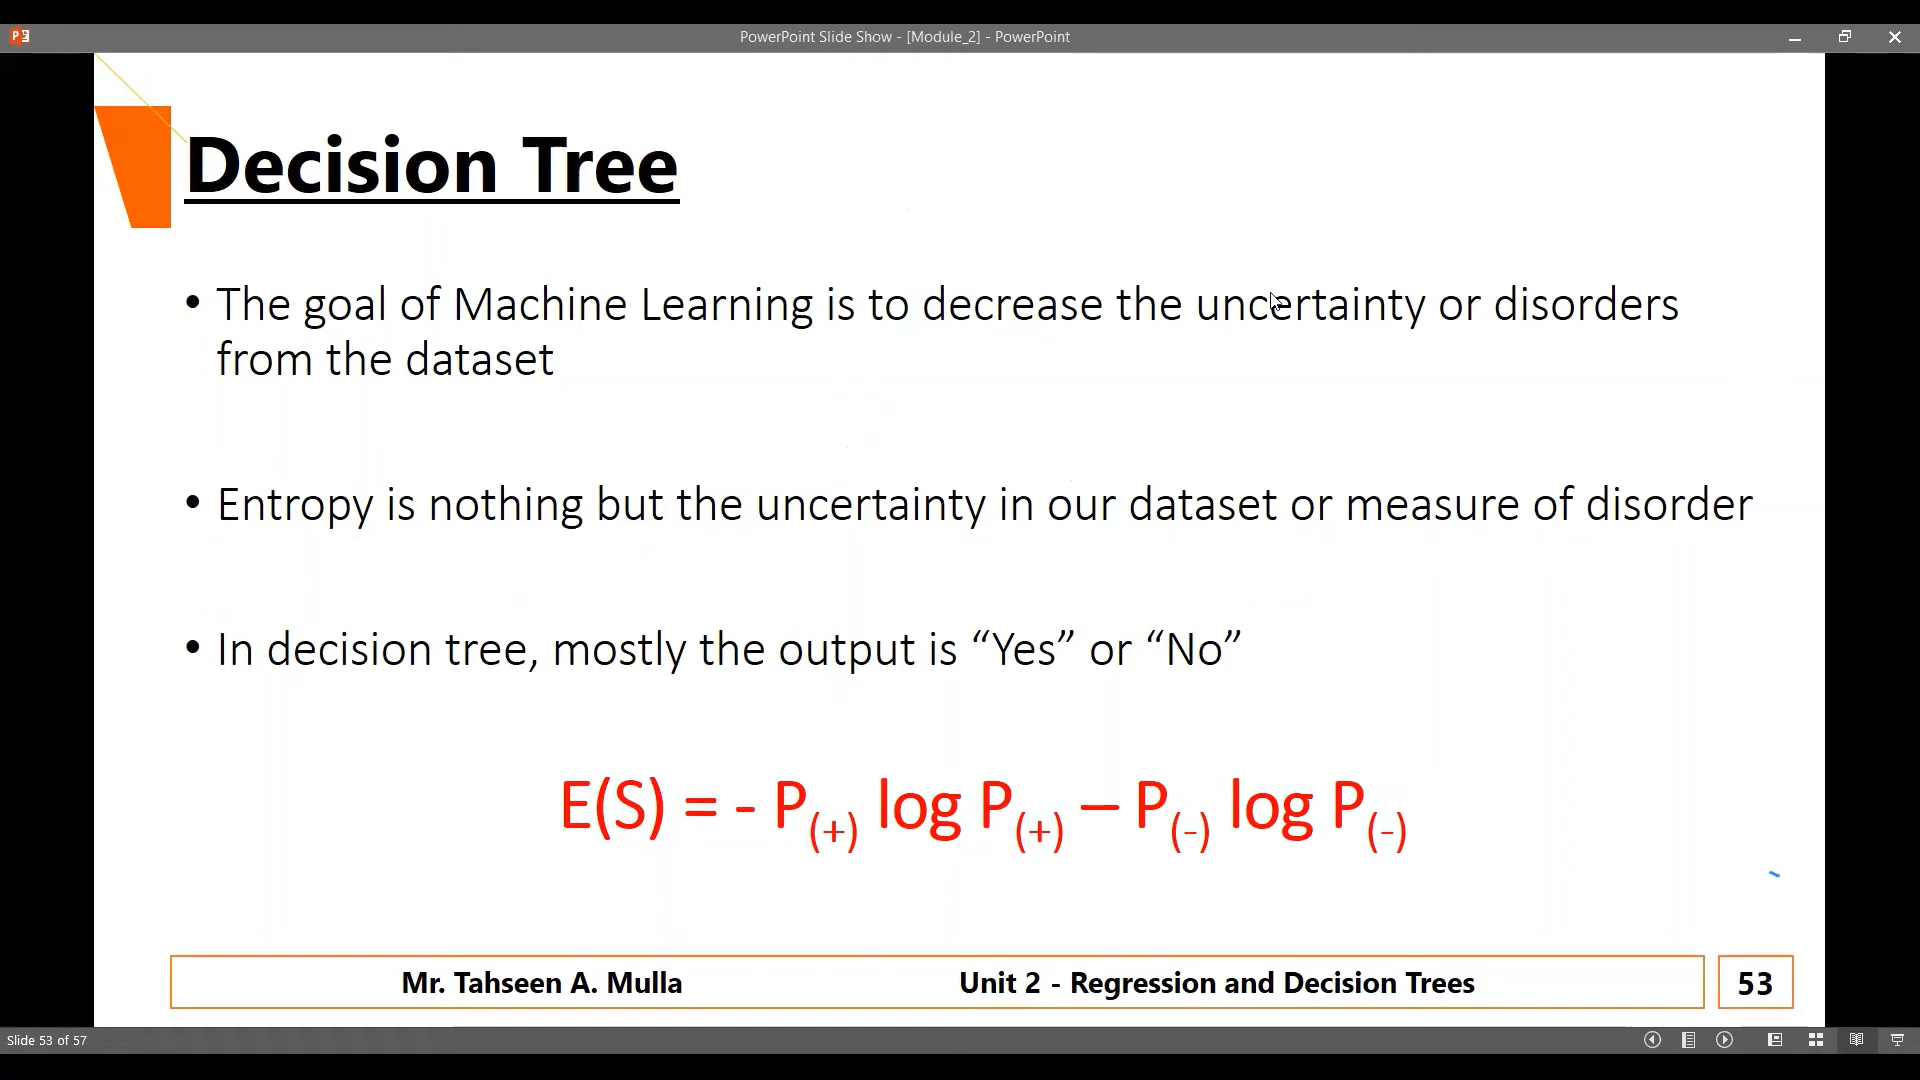 PowerPoint Slide Show - [Module_2] - PowerPoint
Decision Tree
• The goal of Machine Learning is to decrease the uncertainty or disorders
from the dataset
• Entropy is nothing but the uncertainty in our dataset or measure of disorder
• In decision tree, mostly the output is “Yes” or “No”
E(S) = - P(+) log P(+) – P(-) log P(-)
Mr. Tahseen A. Mulla Unit 2 - Regression and Decision Trees 53
Slide 53 of 57